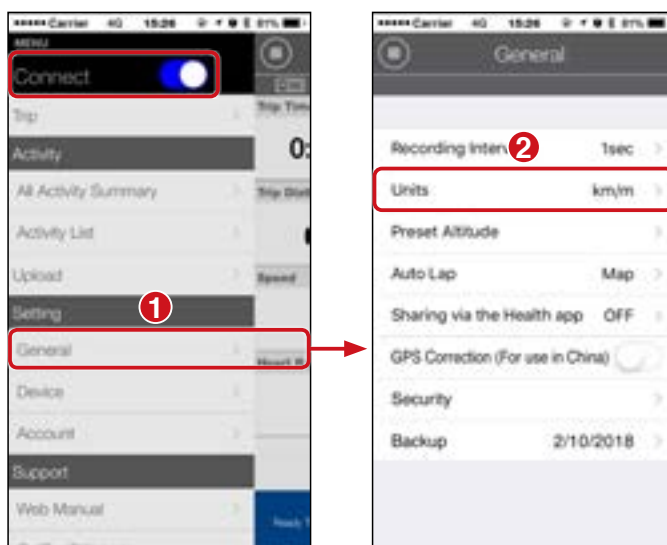 Carrier 4G 15:26 81%
MENU
Connect
Trip
Activity
All Activity Summary
Activity List
Upload
Setting
1
General
Device
Account
Support
Web Manual
Trip Time
0:
Trip Dist
Speed
Heart R
Ready T
Carrier 4G 15:26 81%
General
Recording Interv 2 1sec
Units km/m
Preset Altitude
Auto Lap Map
Sharing via the Health app OFF
GPS Correction (For use in China)
Security
Backup 2/10/2018